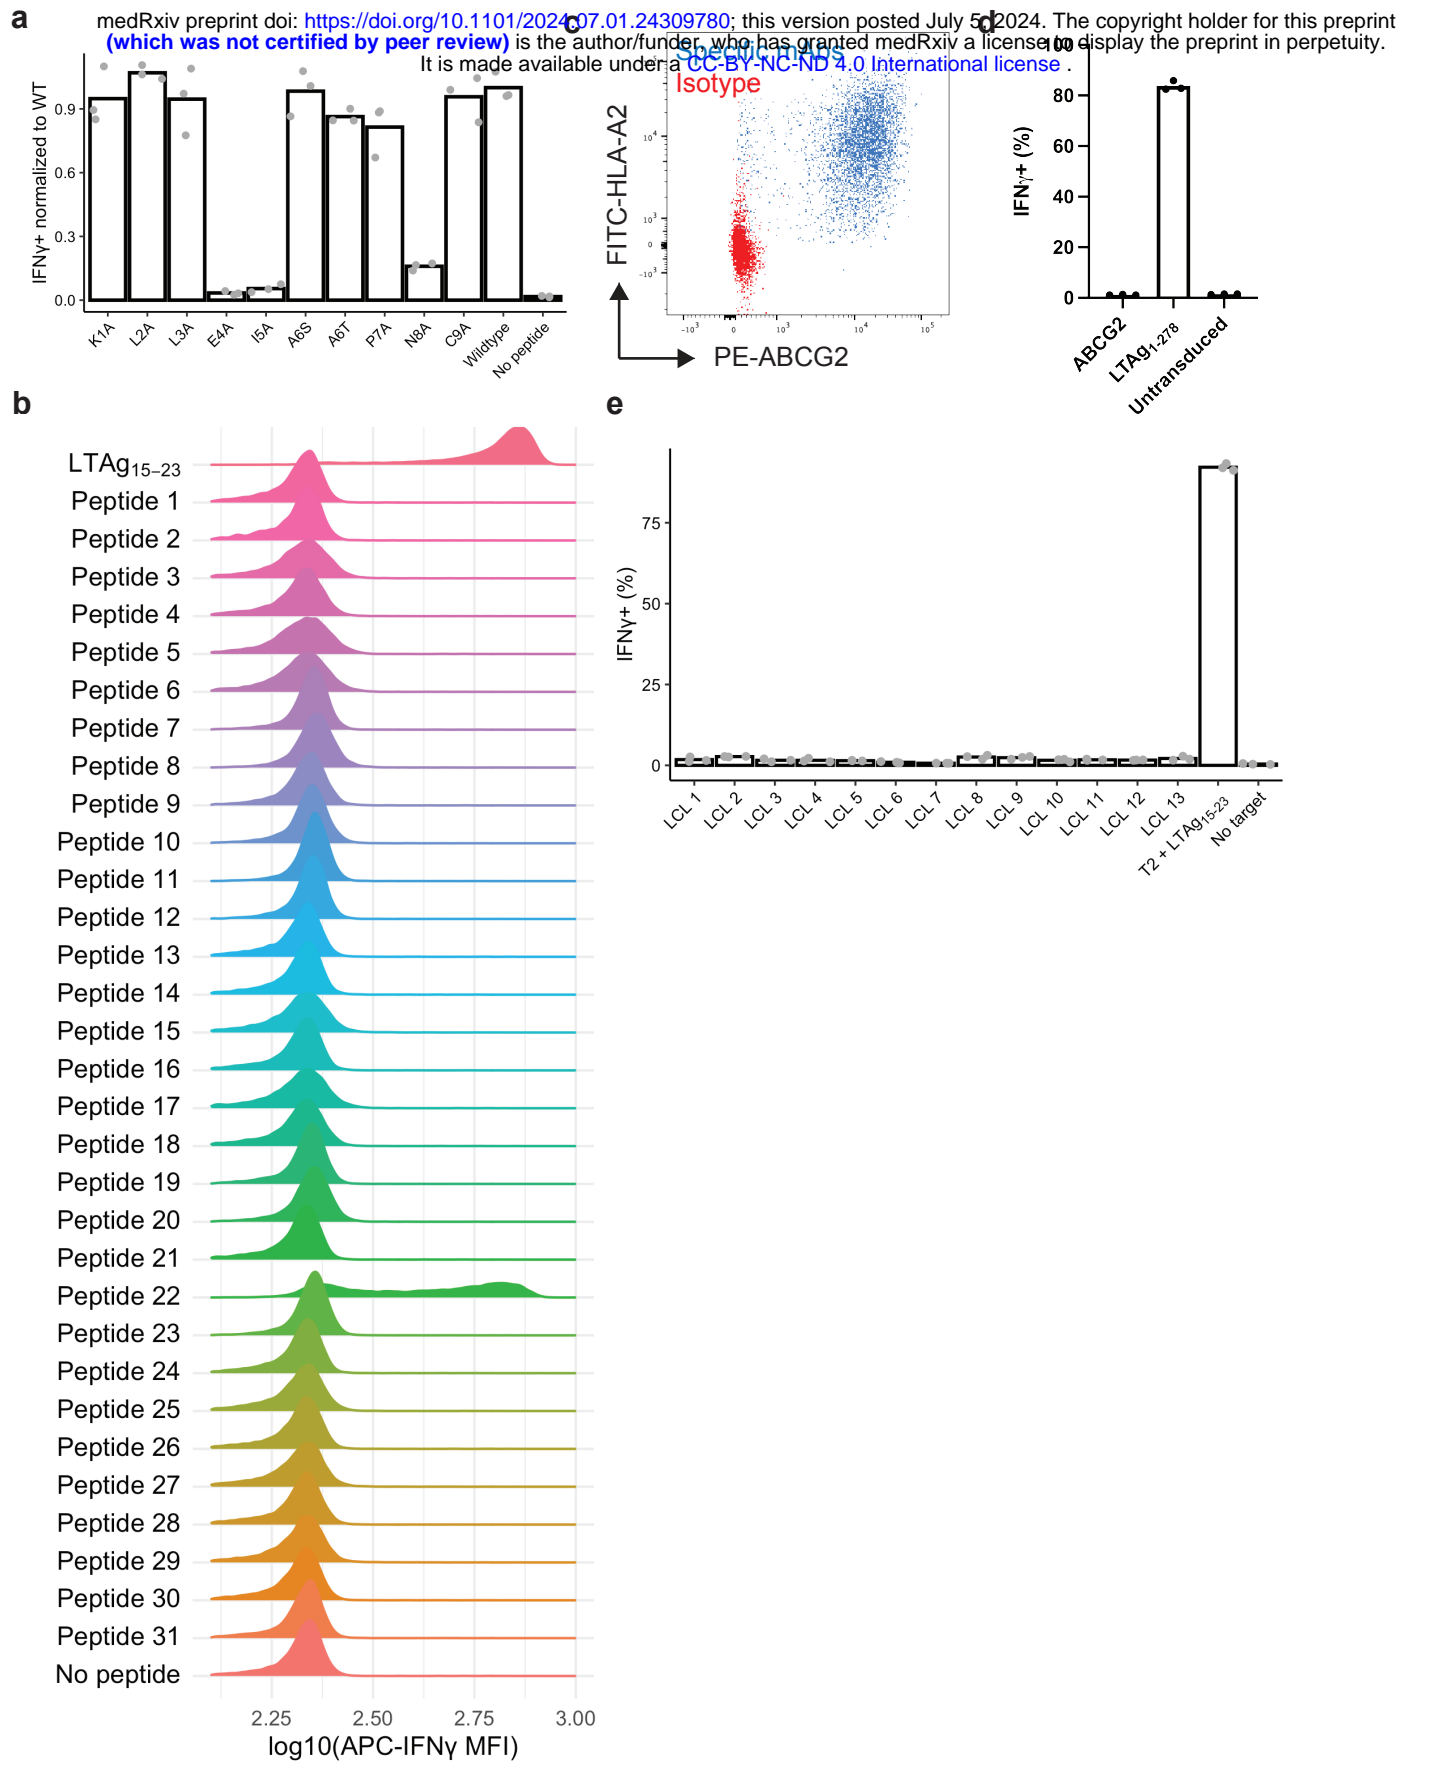 medRxiv preprint doi: https://doi.org/10.1101/2024.07.01.24309780; this version posted July 5, 2024. The copyright holder for this preprint
(which was not certified by peer review) is the author/funder, who has granted medRxiv a license to display the preprint in perpetuity.
It is made available under a CC-BY-NC-ND 4.0 International license .
a
IFNγ+ normalized to WT
0.9
0.6
0.3
0.0
K1A
L2A
L3A
E4A
I5A
A6S
A6T
P7A
N8A
C9A
Wildtype
No peptide
c
Specific mAbs
Isotype
FITC-HLA-A2
10⁵
10⁴
10³
0
-10³
-10³
0
10³
10⁴
10⁵
PE-ABCG2
d
IFNγ+ (%)
100
80
60
40
20
0
ABCG2
LTAg1-278
Untransduced
b
LTAg15–23
Peptide 1
Peptide 2
Peptide 3
Peptide 4
Peptide 5
Peptide 6
Peptide 7
Peptide 8
Peptide 9
Peptide 10
Peptide 11
Peptide 12
Peptide 13
Peptide 14
Peptide 15
Peptide 16
Peptide 17
Peptide 18
Peptide 19
Peptide 20
Peptide 21
Peptide 22
Peptide 23
Peptide 24
Peptide 25
Peptide 26
Peptide 27
Peptide 28
Peptide 29
Peptide 30
Peptide 31
No peptide
2.25
2.50
2.75
3.00
log10(APC-IFNγ MFI)
e
IFNγ+ (%)
75
50
25
0
LCL 1
LCL 2
LCL 3
LCL 4
LCL 5
LCL 6
LCL 7
LCL 8
LCL 9
LCL 10
LCL 11
LCL 12
LCL 13
T2 + LTAg15-23
No target